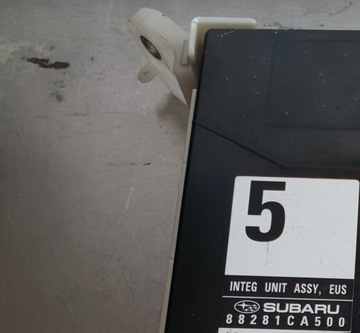 5
INTEG UNIT ASSY, EUS
SUBARU
88281CA500